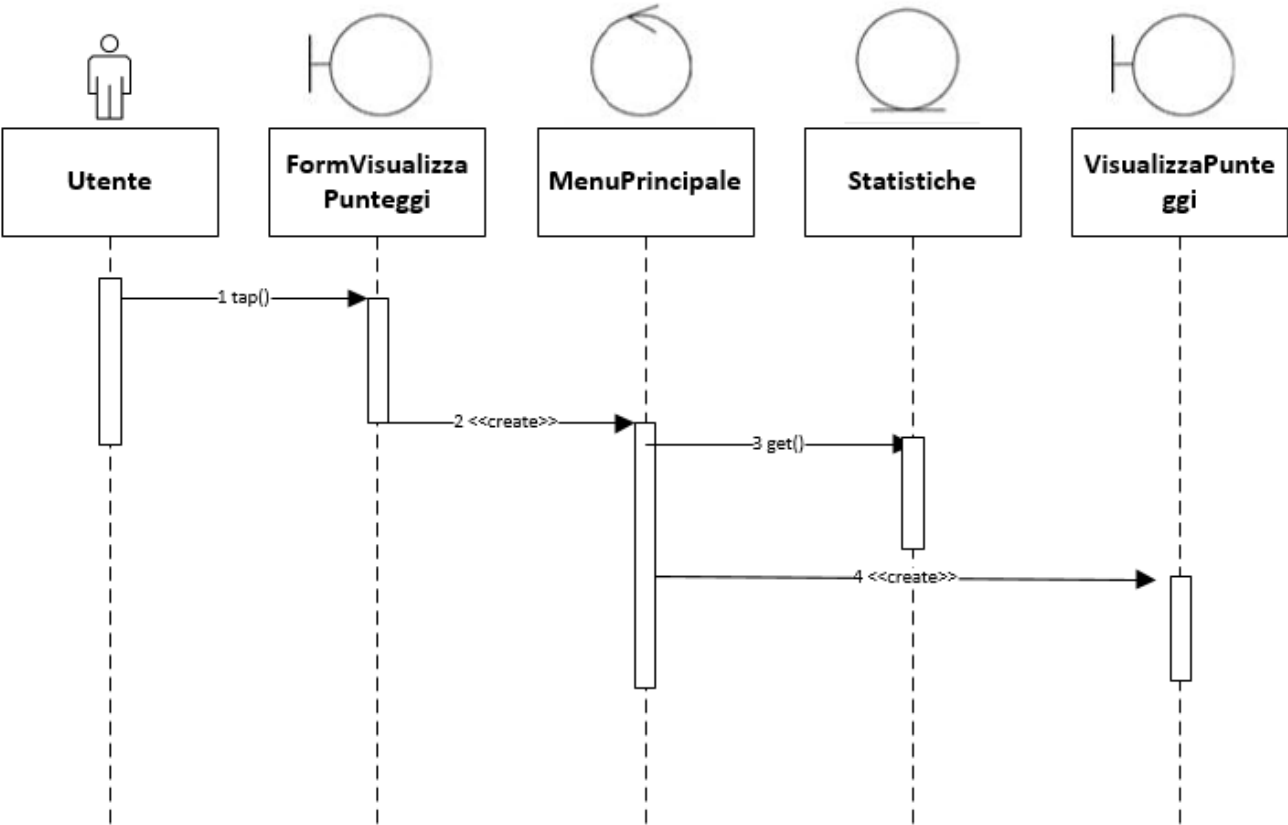 Utente
FormVisualizza
Punteggi
MenuPrincipale
Statistiche
VisualizzaPunte
ggi
1 tap()
2 <<create>>
3 get()
4 <<create>>